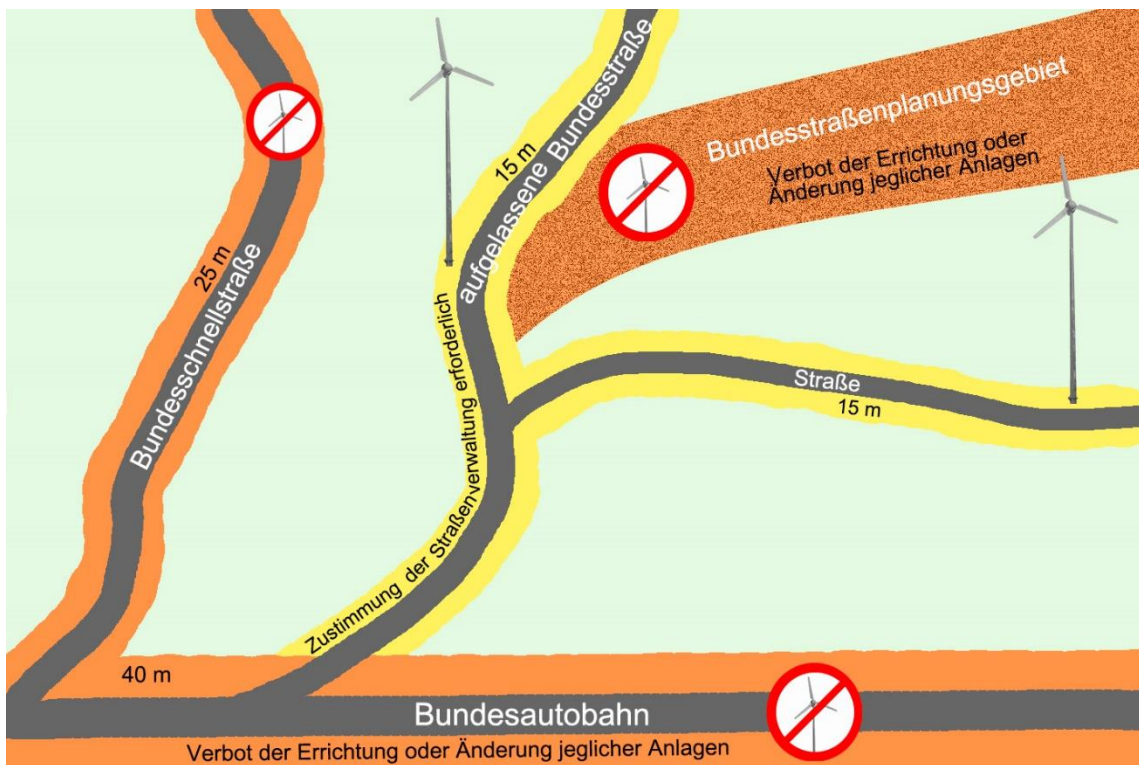 Bundesstraßenplanungsgebiet
Verbot der Errichtung oder
Änderung jeglicher Anlagen
15 m
aufgelassene Bundesstraße
25 m
Bundesschnellstraße
Zustimmung der Straßenverwaltung erforderlich
Straße
15 m
40 m
Bundesautobahn
Verbot der Errichtung oder Änderung jeglicher Anlagen